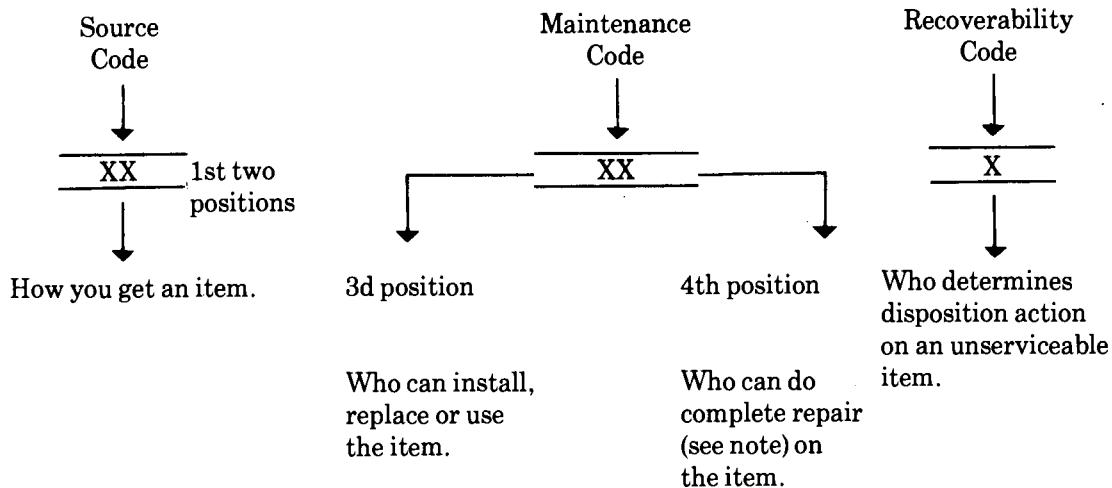 Source
Code
Maintenance
Code
Recoverability
Code
XX
1st two
positions
XX
X
How you get an item.
3d position
4th position
Who determines
disposition action
on an unserviceable
item.
Who can install,
replace or use
the item.
Who can do
complete repair
(see note) on
the item.